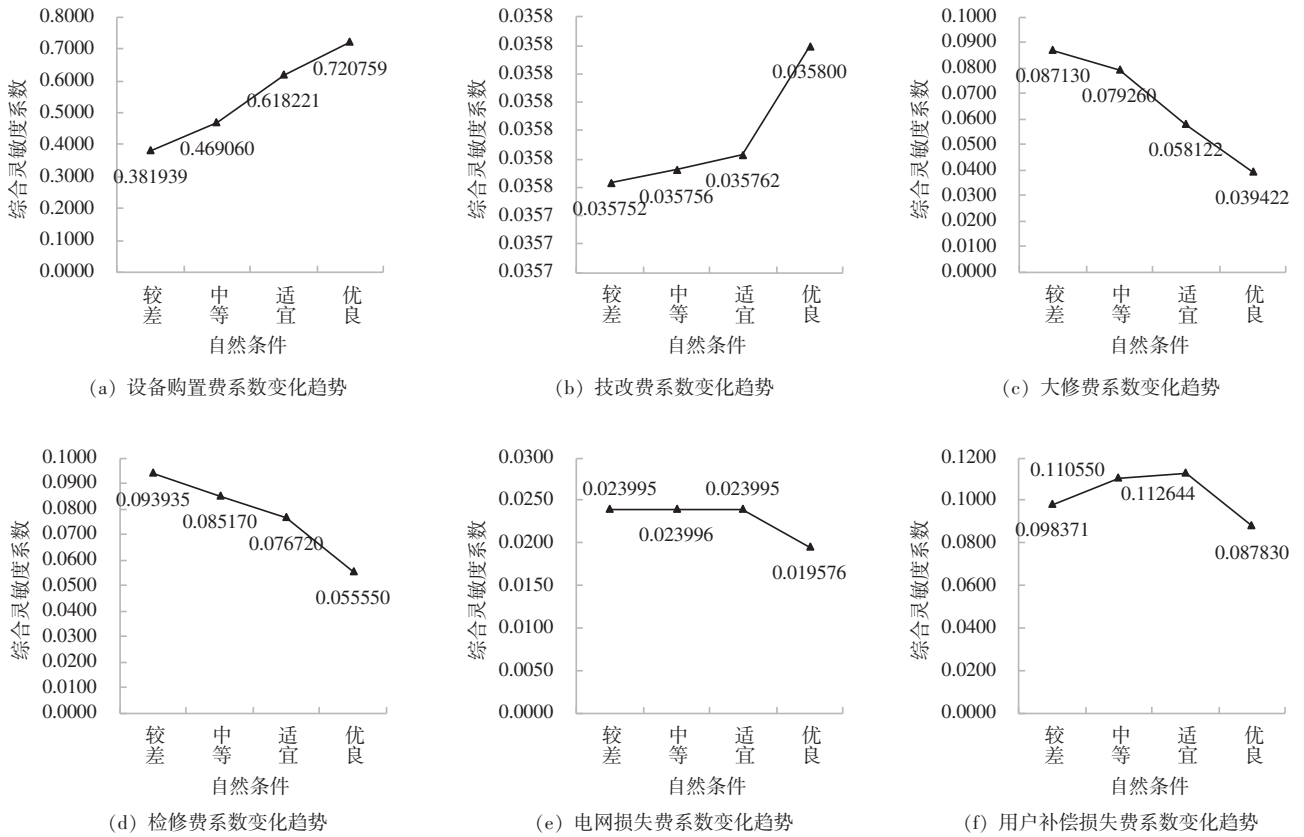 综合灵敏度系数
0.8000
0.7000
0.6000
0.5000
0.4000
0.3000
0.2000
0.1000
0.0000
0.381939
0.469060
0.618221
0.720759
较差
中等
适宜
优良
自然条件
(a) 设备购置费系数变化趋势
综合灵敏度系数
0.0358
0.0358
0.0358
0.0358
0.0358
0.0358
0.0358
0.0357
0.0357
0.0357
0.035752
0.035756
0.035762
0.035800
较差
中等
适宜
优良
自然条件
(b) 技改费系数变化趋势
综合灵敏度系数
0.1000
0.0900
0.0800
0.0700
0.0600
0.0500
0.0400
0.0300
0.0200
0.0100
0.0000
0.087130
0.079260
0.058122
0.039422
较差
中等
适宜
优良
自然条件
(c) 大修费系数变化趋势
综合灵敏度系数
0.1000
0.0900
0.0800
0.0700
0.0600
0.0500
0.0400
0.0300
0.0200
0.0100
0.0000
0.093935
0.085170
0.076720
0.055550
较差
中等
适宜
优良
自然条件
(d) 检修费系数变化趋势
综合灵敏度系数
0.0300
0.0250
0.0200
0.0150
0.0100
0.0050
0.0000
0.023995
0.023996
0.023995
0.019576
较差
中等
适宜
优良
自然条件
(e) 电网损失费系数变化趋势
综合灵敏度系数
0.1200
0.1000
0.0800
0.0600
0.0400
0.0200
0.0000
0.098371
0.110550
0.112644
0.087830
较差
中等
适宜
优良
自然条件
(f) 用户补偿损失费系数变化趋势